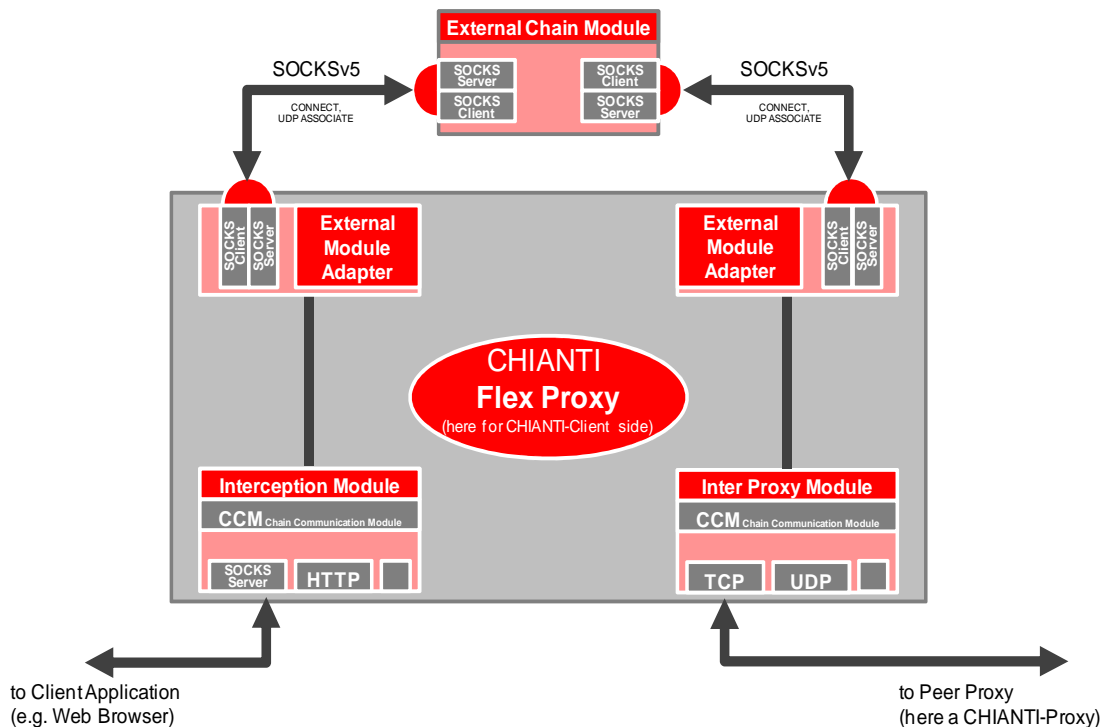 External Chain Module
SOCKS
Server
SOCKS
Client
SOCKS
Client
SOCKS
Server
SOCKSv5
CONNECT,
UDP ASSOCIATE
SOCKSv5
CONNECT,
UDP ASSOCIATE
SOCKS
Client
SOCKS
Server
External
Module
Adapter
External
Module
Adapter
SOCKS
Client
SOCKS
Server
CHIANTI
Flex Proxy
(here for CHIANTI-Client side)
Interception Module
CCM Chain Communication Module
SOCKS
Server
HTTP
Inter Proxy Module
CCM Chain Communication Module
TCP
UDP
to Client Application
(e.g. Web Browser)
to Peer Proxy
(here a CHIANTI-Proxy)